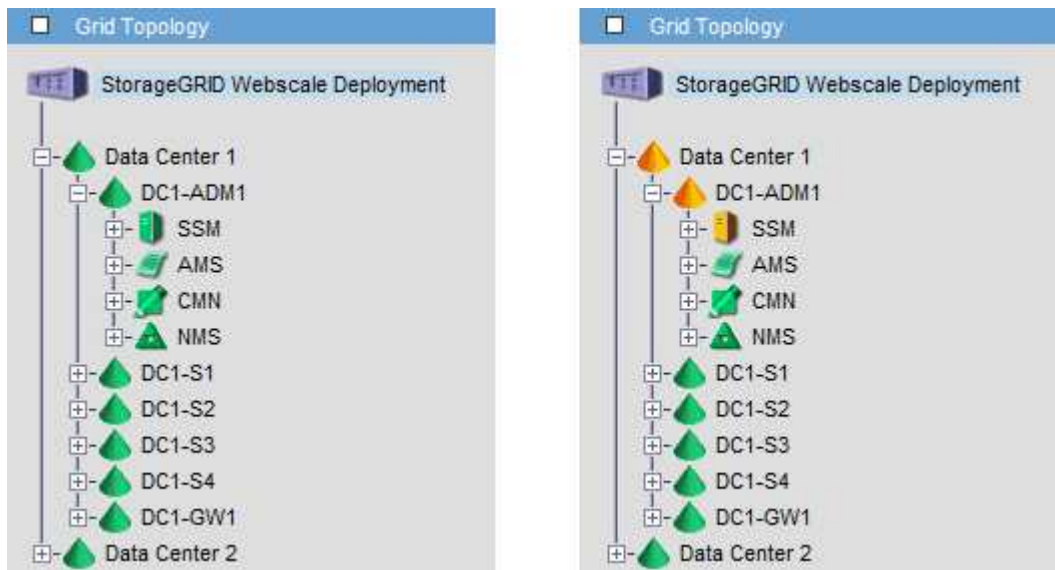 Grid Topology
StorageGRID Webscale Deployment
Data Center 1
DC1-ADM1
SSM
AMS
CMN
NMS
DC1-S1
DC1-S2
DC1-S3
DC1-S4
DC1-GW1
Data Center 2
Grid Topology
StorageGRID Webscale Deployment
Data Center 1
DC1-ADM1
SSM
AMS
CMN
NMS
DC1-S1
DC1-S2
DC1-S3
DC1-S4
DC1-GW1
Data Center 2